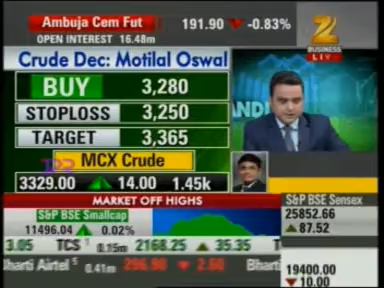 Ambuja Cem Fut
191.90 -0.83%
OPEN INTEREST 16.48m
Z
BUSINESS
LIVE
Crude Dec: Motilal Oswal
BUY 3,280
STOPLOSS 3,250
TARGET 3,365
MCX Crude
3329.00 14.00 1.45k
MARKET OFF HIGHS
S&P BSE Smallcap
11496.04 0.02%
S&P BSE Sensex
25852.66
87.52
3.05 TCS 0.15m 2168.25 35.35 T
Bharti Airtel 0.41m 296.90 2.60 Bharti
19400.00
10.00